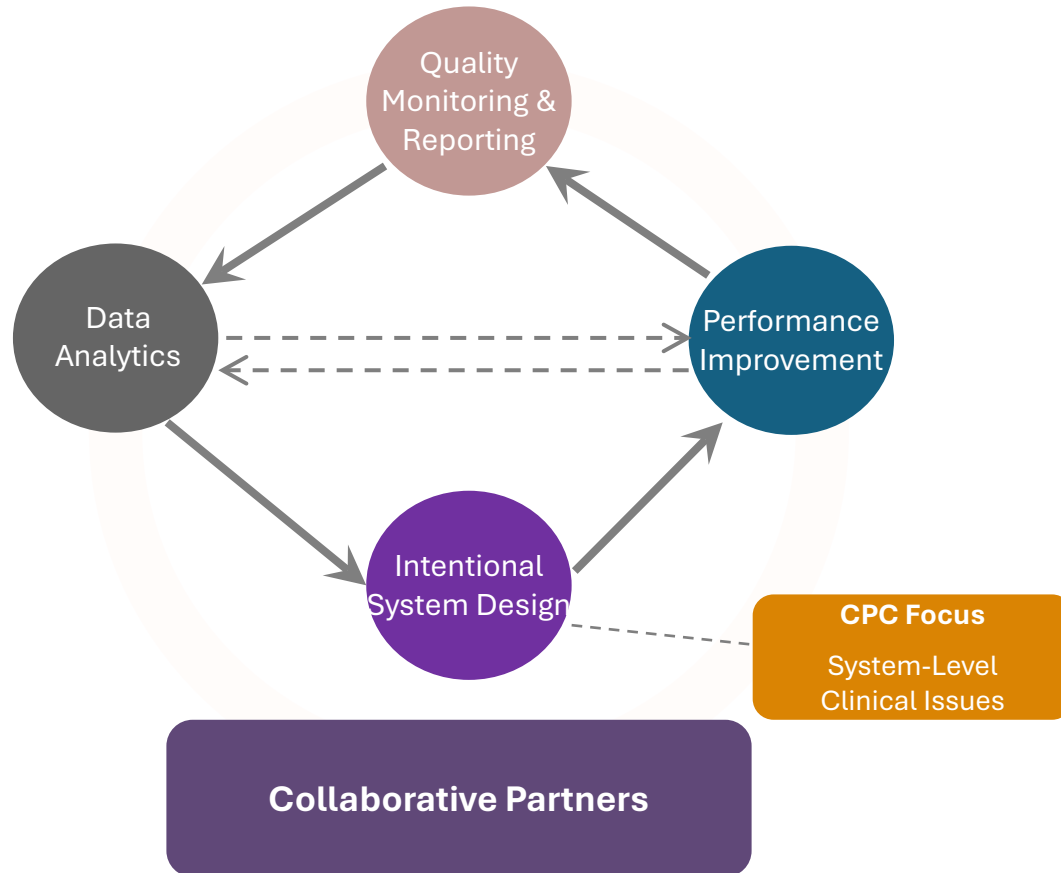 Quality
Monitoring &
Reporting
Data
Analytics
Performance
Improvement
Intentional
System Design
CPC Focus
System-Level
Clinical Issues
Collaborative Partners